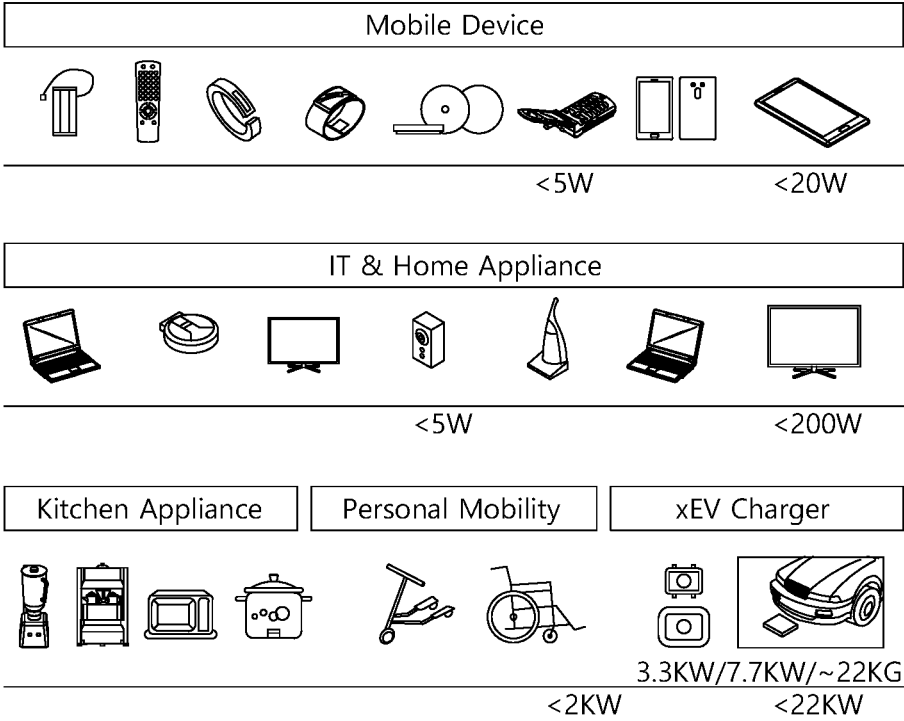 Mobile Device
<5W <20W
IT & Home Appliance
<5W <200W
Kitchen Appliance Personal Mobility xEV Charger
3.3KW/7.7KW/~22KG
<2KW <22KW